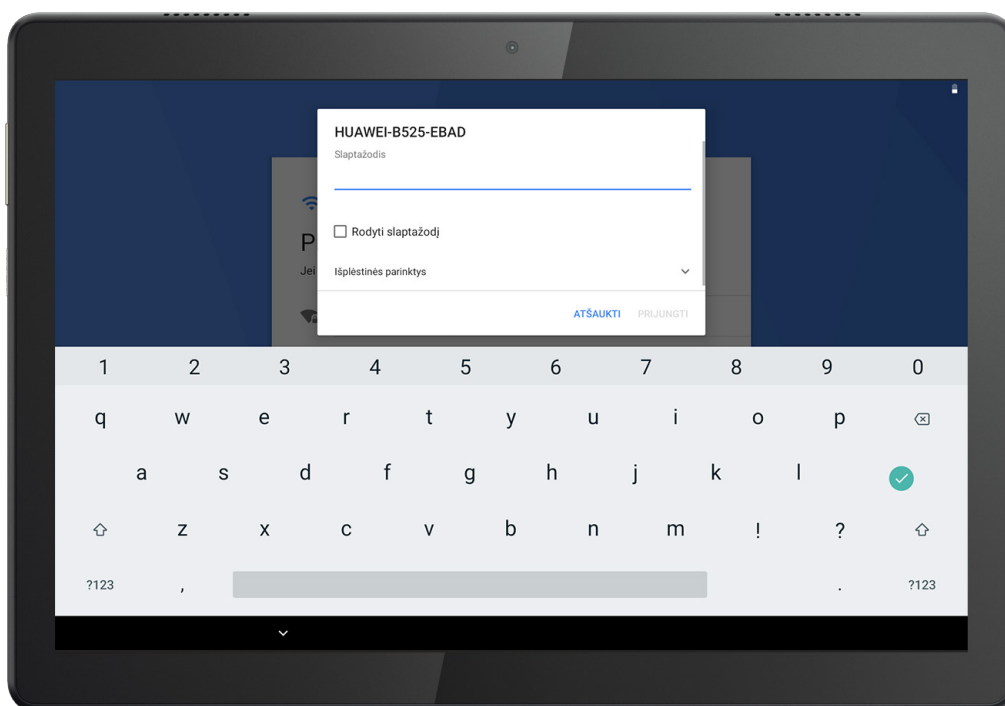 HUAWEI-B525-EBAD
Slaptažodis
P
Rodyti slaptažodį
Jei
Išplėstinės parinktys
ATŠAUKTI PRIJUNGTI
1 2 3 4 5 6 7 8 9 0
q w e r t y u i o p
a s d f g h j k l
z x c v b n m ! ?
?123 , . ?123